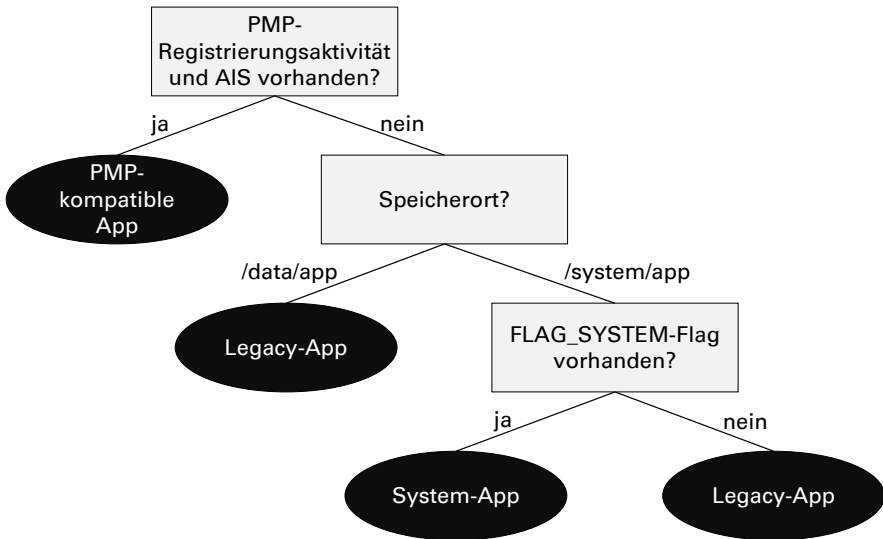 PMP-
Registrierungsaktivität
und AIS vorhanden?
ja
nein
PMP-
kompatible
App
Speicherort?
/data/app
/system/app
Legacy-App
FLAG_SYSTEM-Flag
vorhanden?
ja
nein
System-App
Legacy-App